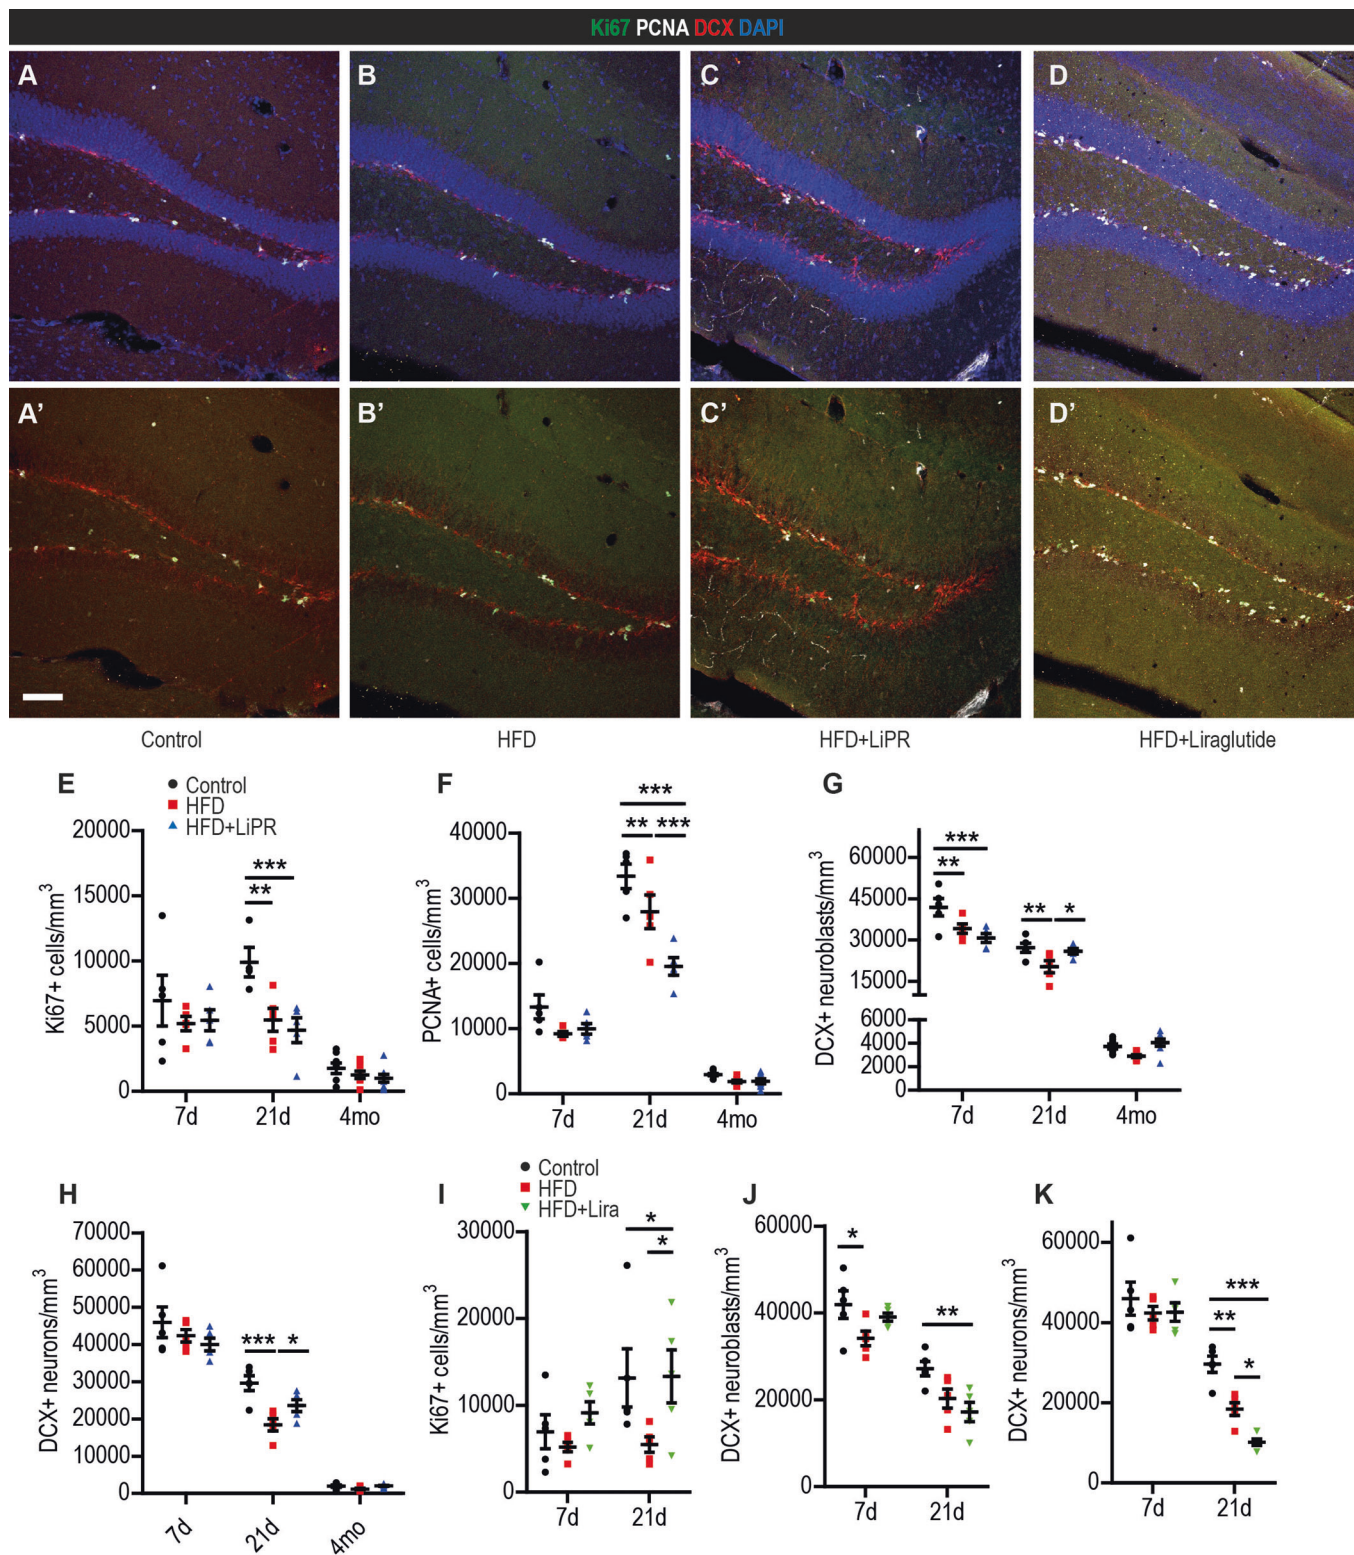 Ki67 PCNA DCX DAPI
A B C D
A' B' C' D'
Control HFD HFD+LiPR HFD+Liraglutide
E
Control
HFD
HFD+LiPR
Ki67+ cells/mm3
20000
15000
10000
5000
0
***
**
7d 21d 4mo
F
PCNA+ cells/mm3
40000
30000
20000
10000
0
***
** ***
7d 21d 4mo
G
DCX+ neuroblasts/mm3
60000
45000
30000
15000
6000
4000
2000
0
***
**
** *
7d 21d 4mo
H
DCX+ neurons/mm3
70000
60000
50000
40000
30000
20000
10000
0
*** *
7d 21d 4mo
I
Control
HFD
HFD+Lira
Ki67+ cells/mm3
30000
20000
10000
0
*
*
7d 21d
J
DCX+ neuroblasts/mm3
60000
40000
20000
0
*
**
7d 21d
K
DCX+ neurons/mm3
60000
40000
20000
0
***
**
*
7d 21d